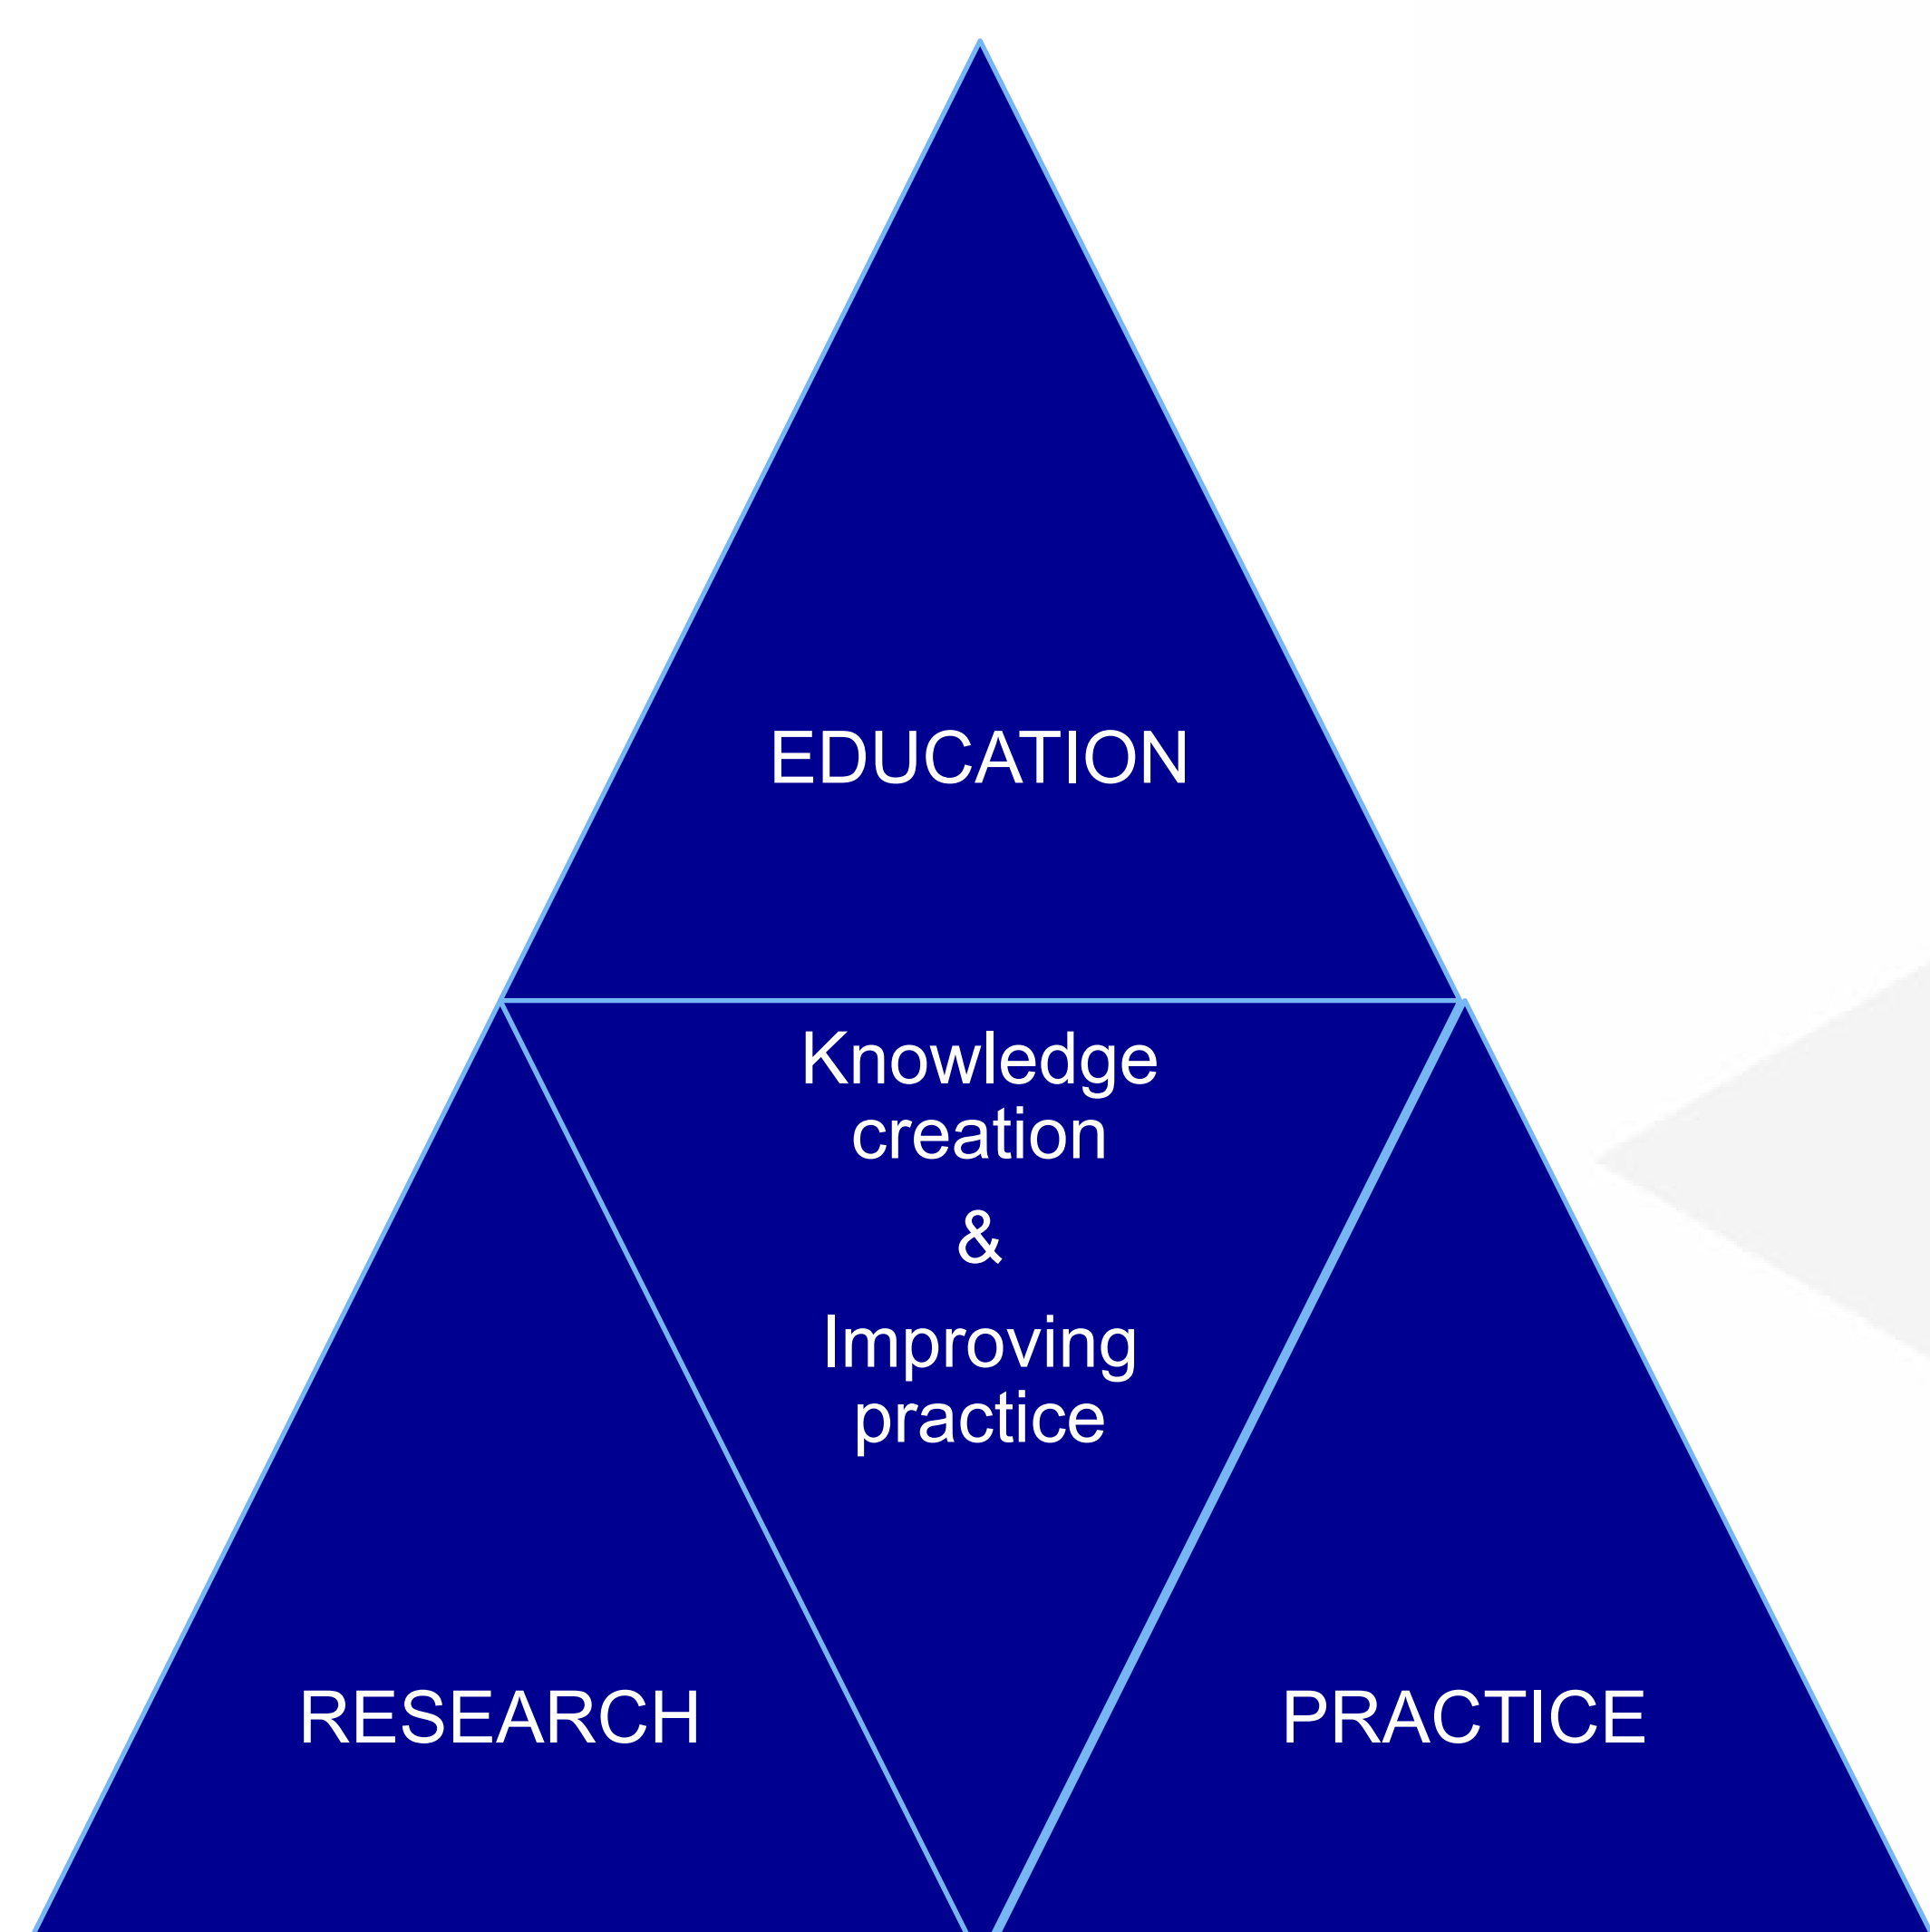 EDUCATION
Knowledge
creation
&
Improving
practice
RESEARCH
PRACTICE